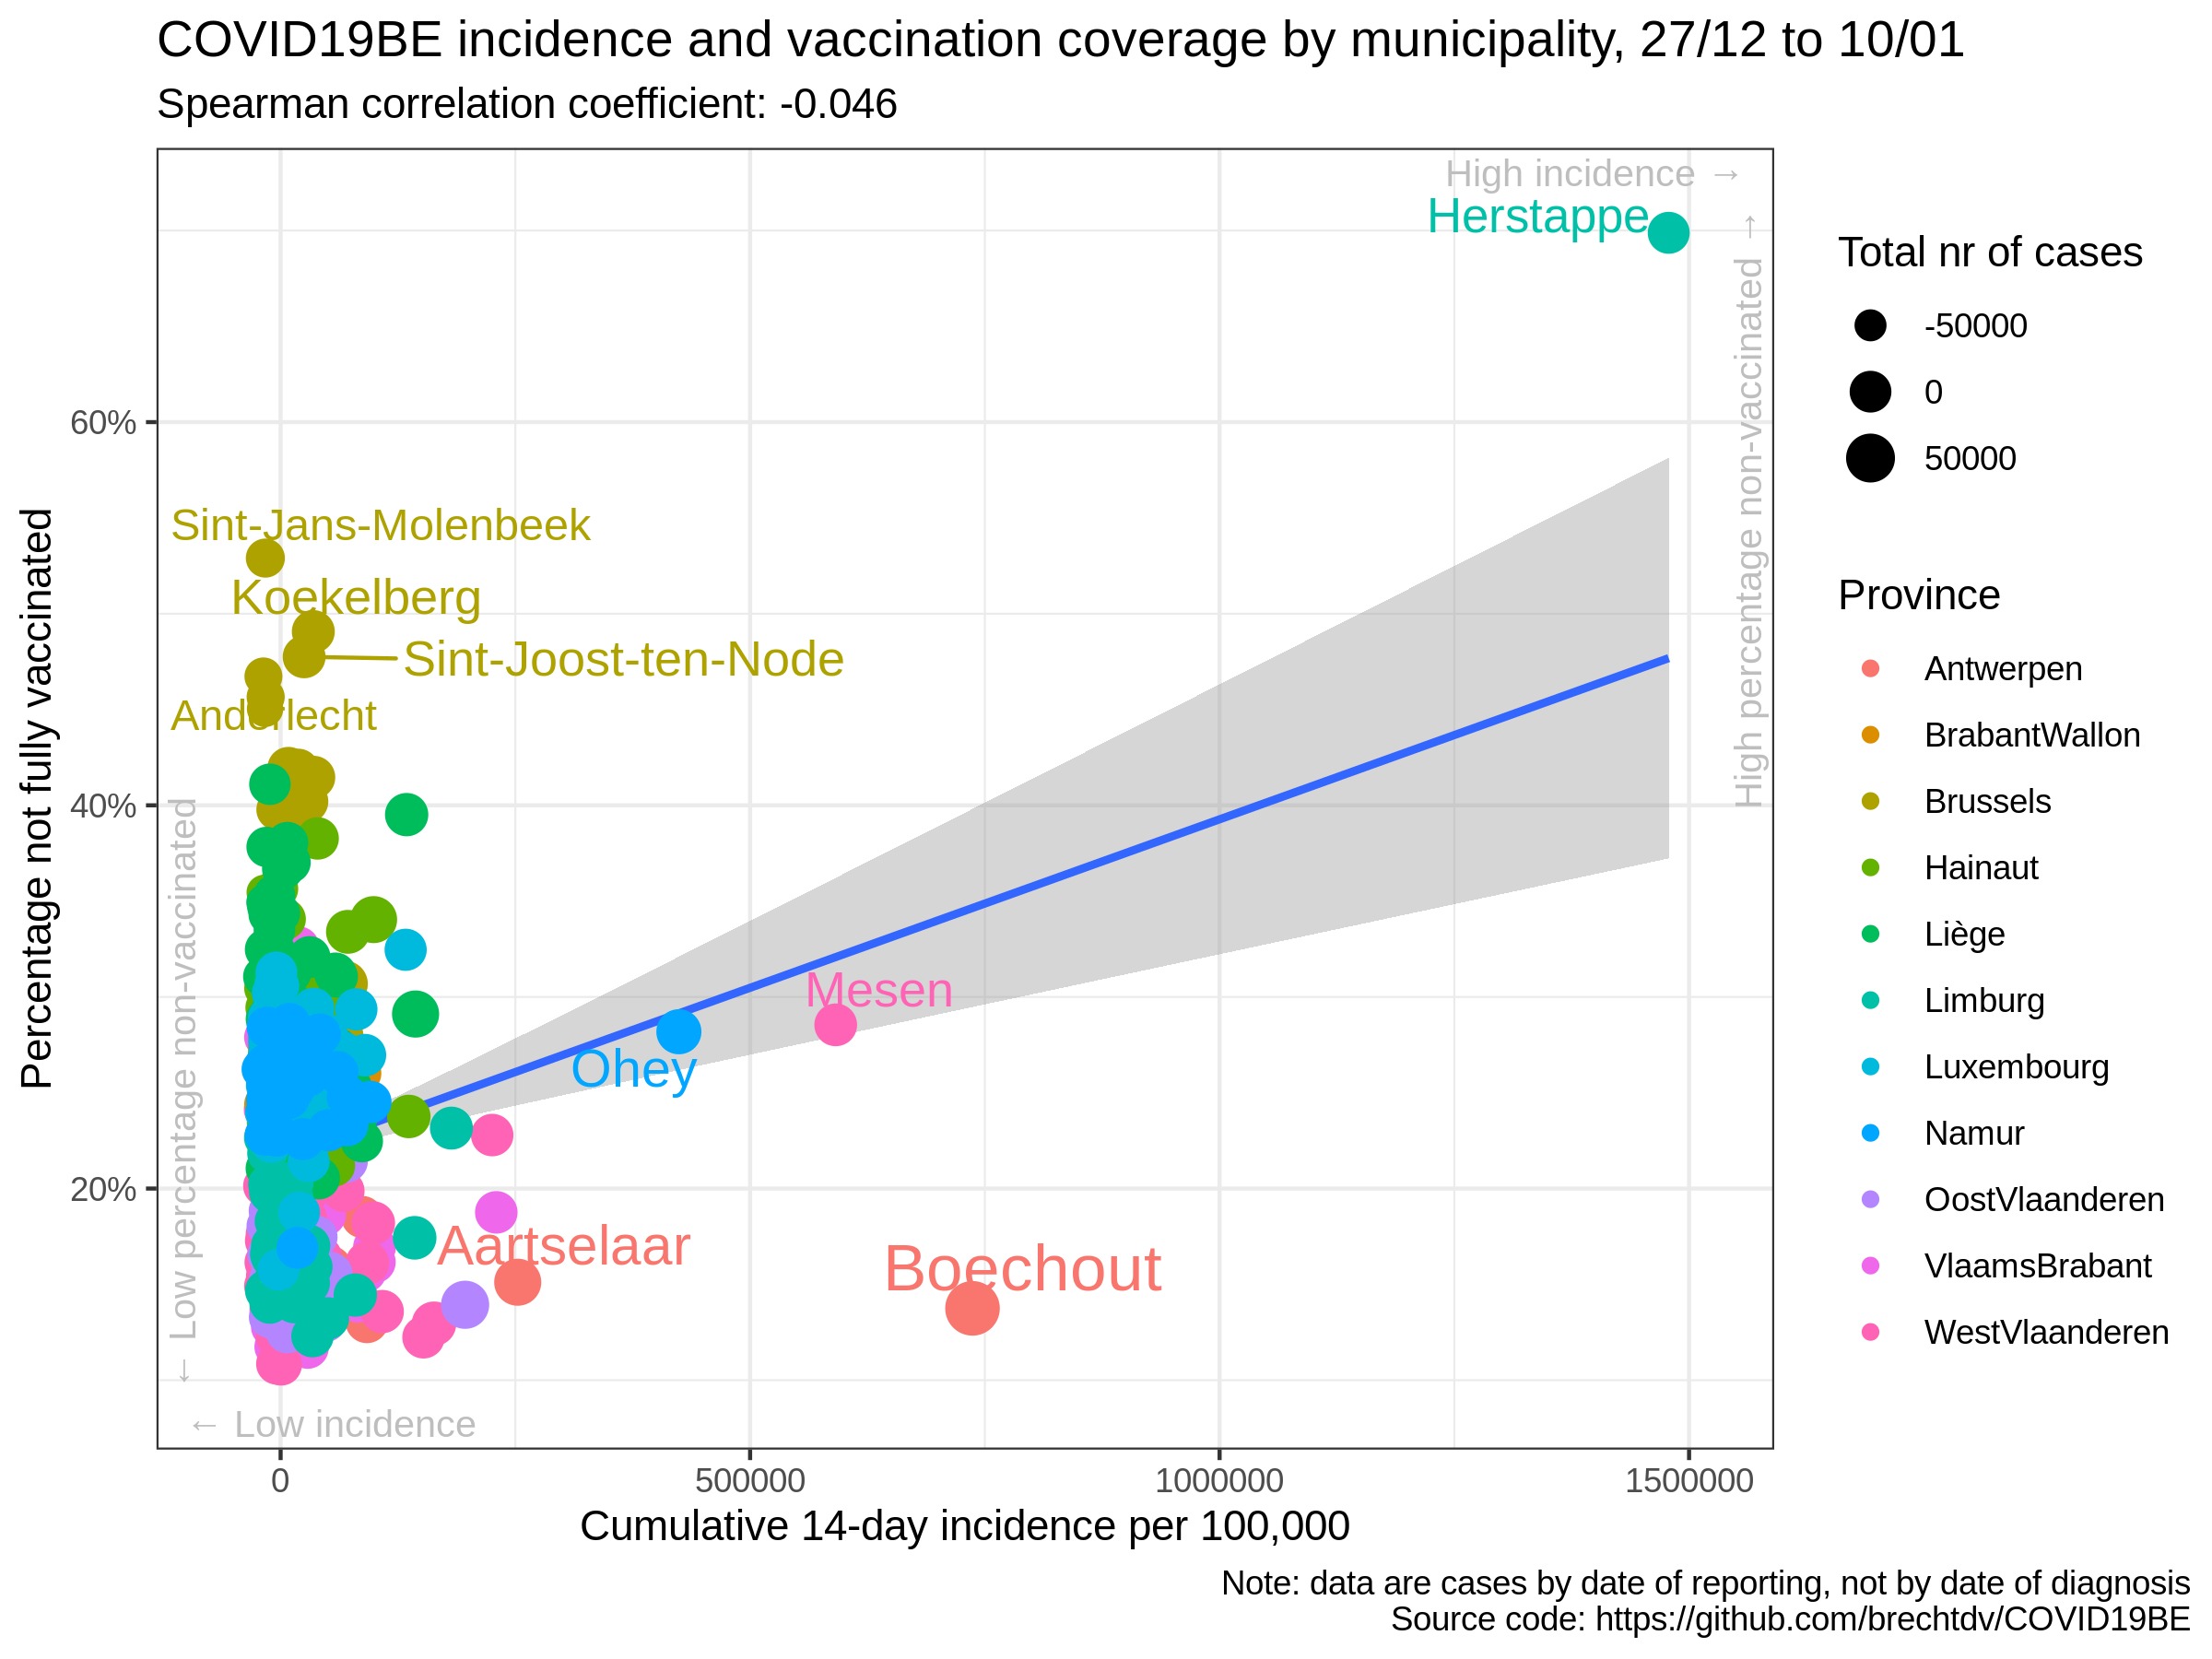 COVID19BE incidence and vaccination coverage by municipality, 27/12 to 10/01
Spearman correlation coefficient: -0.046
High incidence →
Herstappe
High percentage non-vaccinated →
Sint-Jans-Molenbeek
Koekelberg
Sint-Joost-ten-Node
Anderlecht
Mesen
Ohey
Aartselaar
Boechout
← Low percentage non-vaccinated
← Low incidence
Percentage not fully vaccinated
60%
40%
20%
0
500000
1000000
1500000
Cumulative 14-day incidence per 100,000
Total nr of cases
-50000
0
50000
Province
Antwerpen
BrabantWallon
Brussels
Hainaut
Liège
Limburg
Luxembourg
Namur
OostVlaanderen
VlaamsBrabant
WestVlaanderen
Note: data are cases by date of reporting, not by date of diagnosis
Source code: https://github.com/brechtdv/COVID19BE